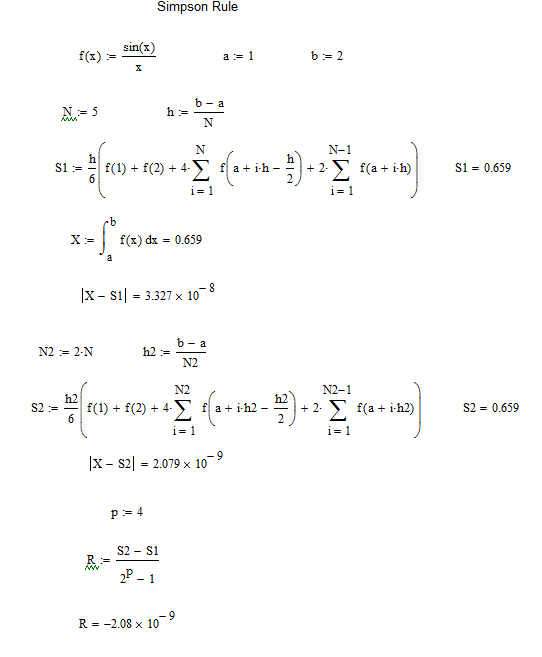 Simpson Rule
f(x) := sin(x)/x a := 1 b := 2
N := 5 h := (b − a)/N
S1 := h/6 (f(1) + f(2) + 4·∑_{i = 1}^{N} f(a + i·h − h/2) + 2·∑_{i = 1}^{N−1} f(a + i·h)) S1 = 0.659
X := ∫_a^b f(x) dx = 0.659
|X − S1| = 3.327 × 10^−8
N2 := 2·N h2 := (b − a)/N2
S2 := h2/6 (f(1) + f(2) + 4·∑_{i = 1}^{N2} f(a + i·h2 − h2/2) + 2·∑_{i = 1}^{N2−1} f(a + i·h2)) S2 = 0.659
|X − S2| = 2.079 × 10^−9
p := 4
R := (S2 − S1)/(2^p − 1)
R = −2.08 × 10^−9